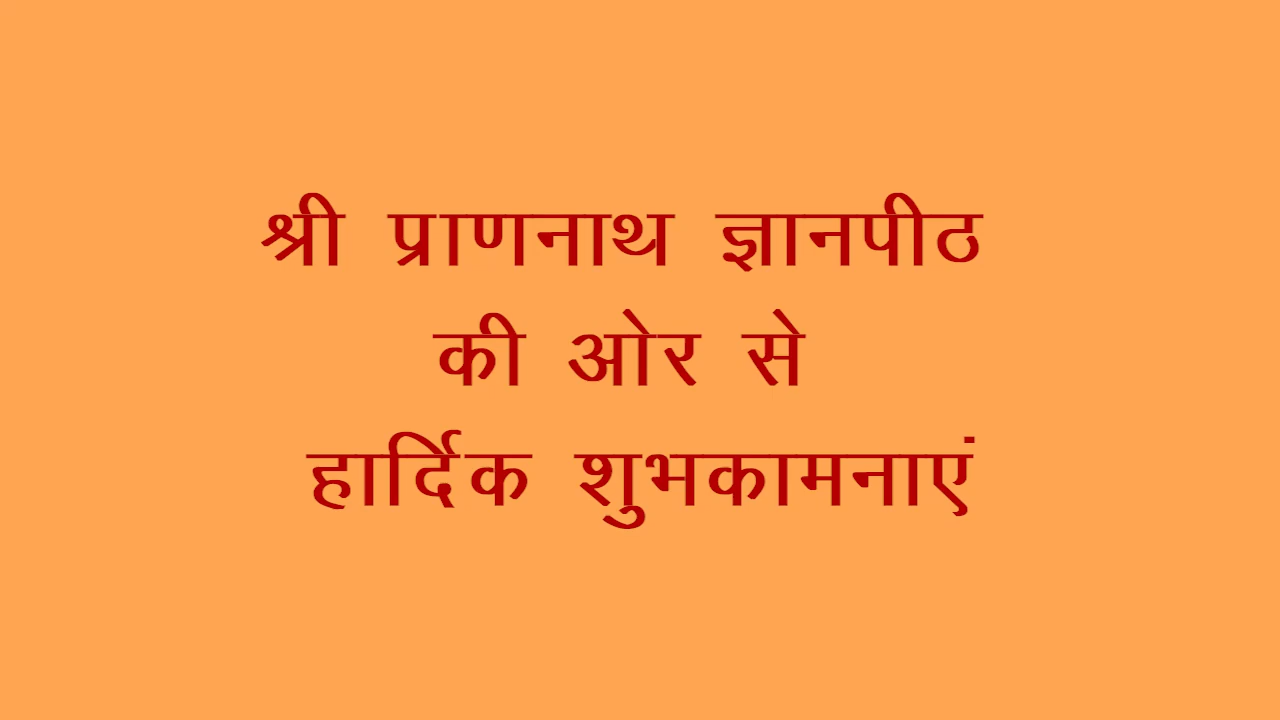 श्री प्राणनाथ ज्ञानपीठ
की ओर से
हार्दिक शुभकामनाएं